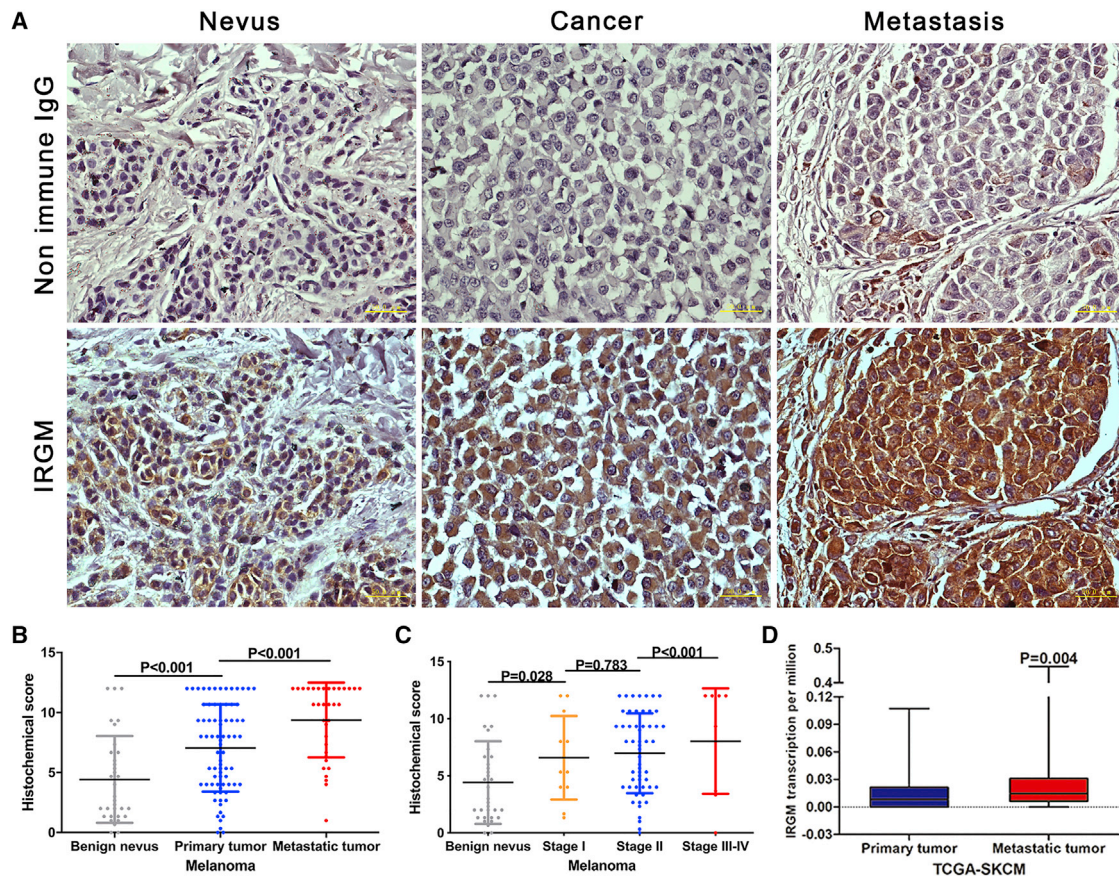 A
Nevus
Cancer
Metastasis
Non immune IgG
IRGM
B
P<0.001
P<0.001
15
10
5
0
Histochemical score
Benign nevus
Primary tumor
Metastatic tumor
Melanoma
C
P=0.028
P=0.783
P<0.001
15
10
5
0
Histochemical score
Benign nevus
Stage I
Stage II
Stage III-IV
Melanoma
D
P=0.004
0.5
0.4
0.12
0.09
0.06
0.03
0.00
-0.03
IRGM transcription per million
Primary tumor
Metastatic tumor
TCGA-SKCM